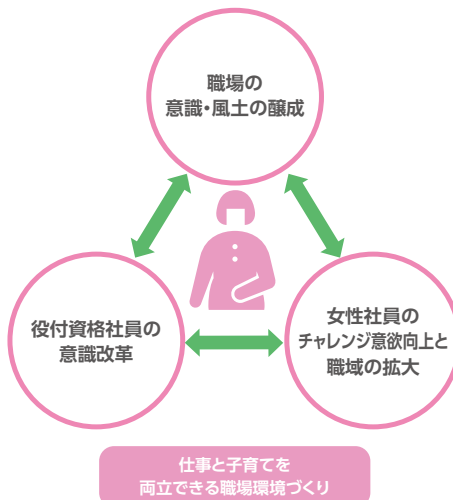 職場の
意識・風土の醸成
役付資格社員の
意識改革
女性社員の
チャレンジ意欲向上と
職域の拡大
仕事と子育てを
両立できる職場環境づくり